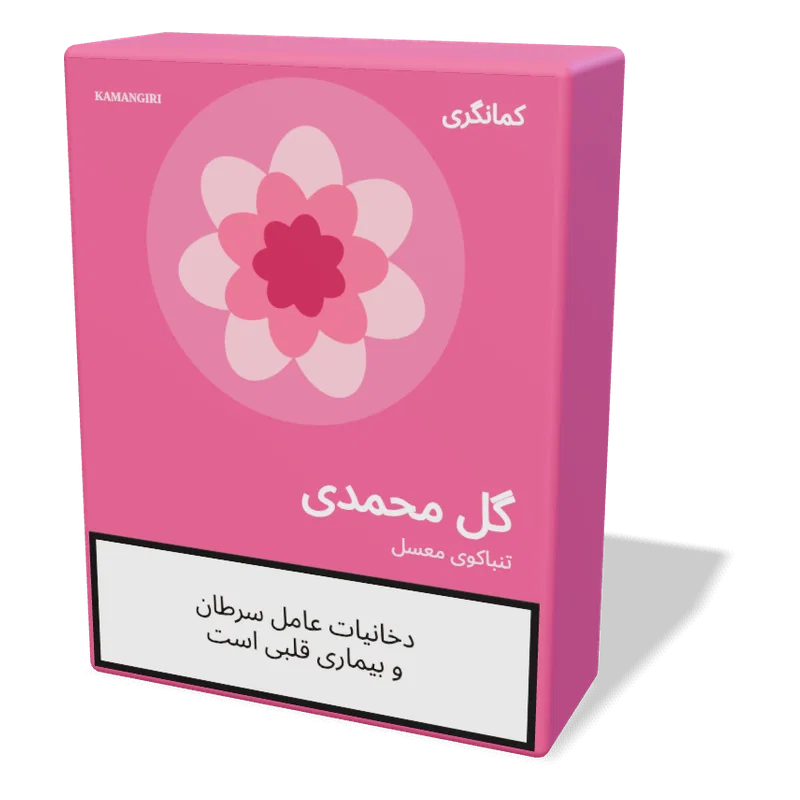 KAMANGIRI
کمانگری
گل محمدی
تنباکوی معسل
دخانیات عامل سرطان
و بیماری قلبی است